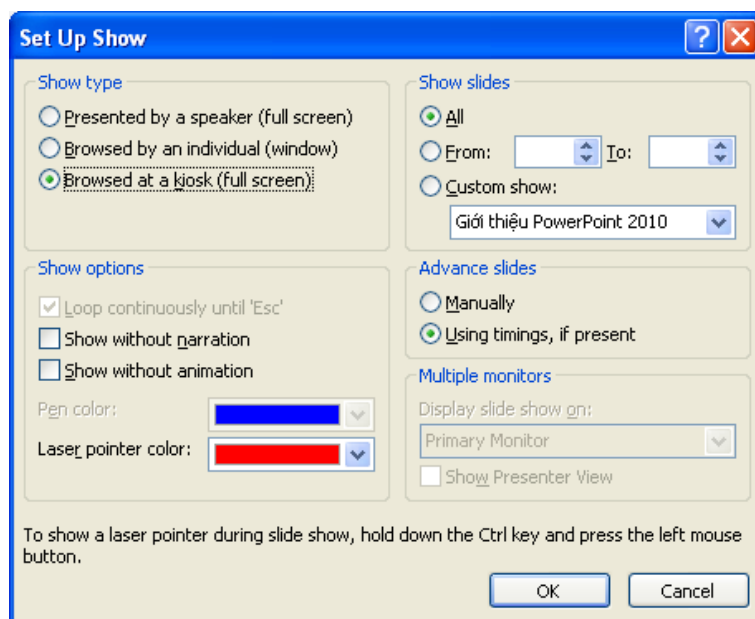 Set Up Show
Show type
Presented by a speaker (full screen)
Browsed by an individual (window)
Browsed at a kiosk (full screen)
Show slides
All
From: To:
Custom show:
Giới thiệu PowerPoint 2010
Show options
Loop continuously until 'Esc'
Show without narration
Show without animation
Pen color:
Laser pointer color:
Advance slides
Manually
Using timings, if present
Multiple monitors
Display slide show on:
Primary Monitor
Show Presenter View
To show a laser pointer during slide show, hold down the Ctrl key and press the left mouse
button.
OK Cancel